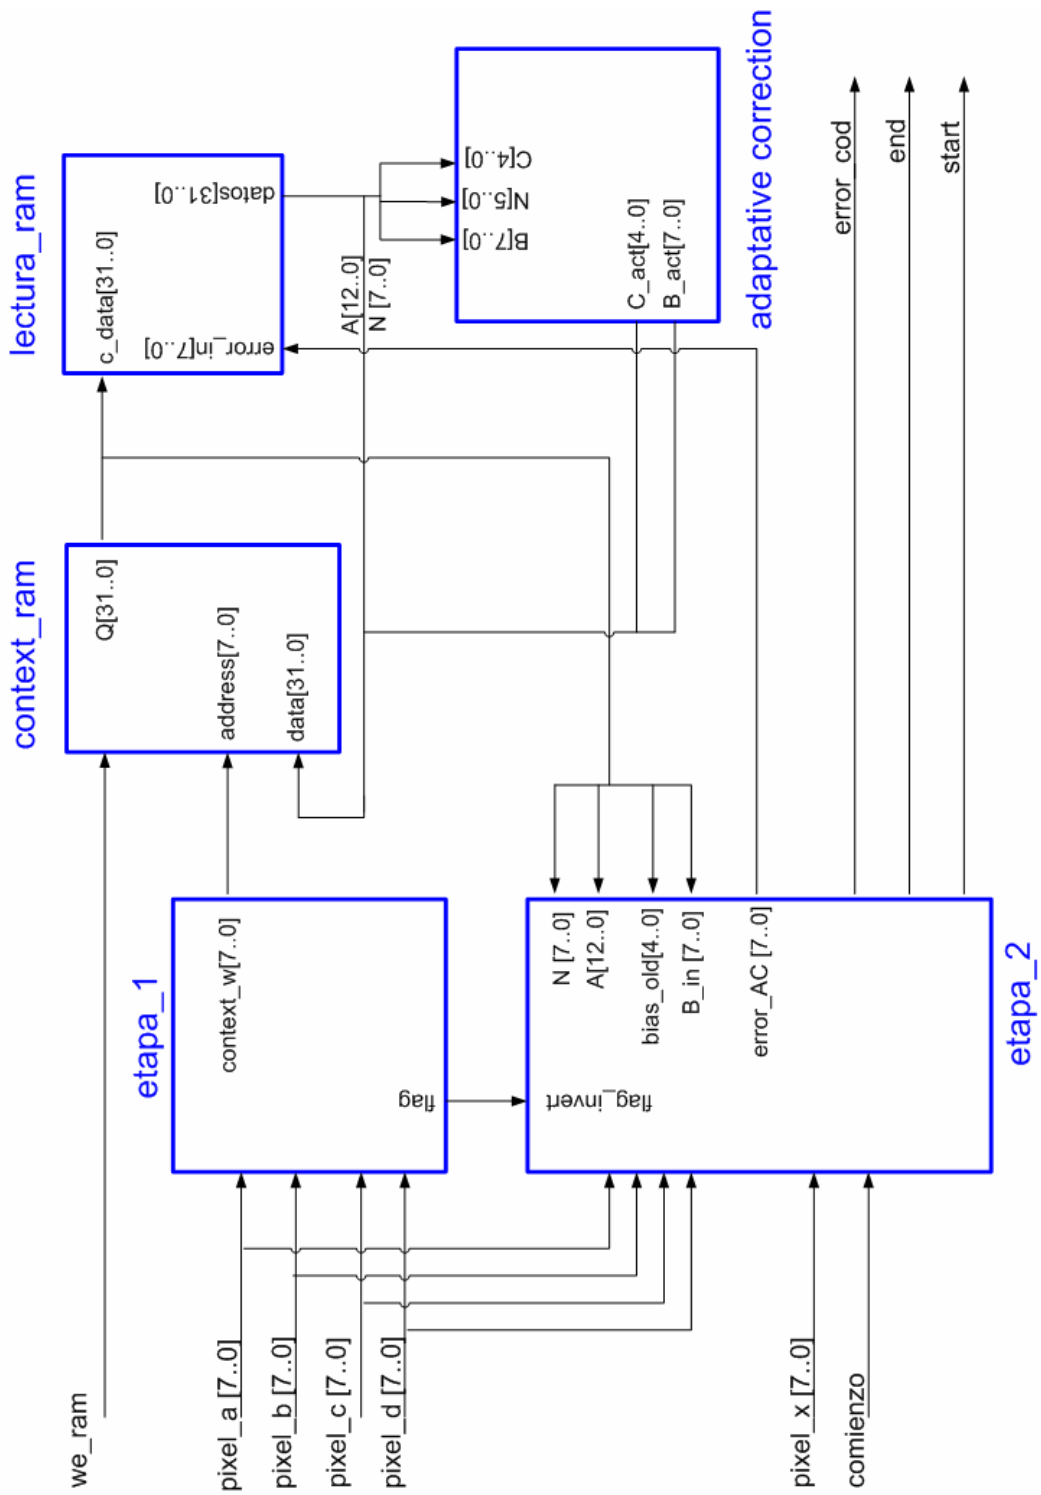 we_ram
pixel_a [7..0]
pixel_b [7..0]
pixel_c [7..0]
pixel_d [7..0]
pixel_x [7..0]
comienzo
etapa_1
context_w[7..0]
flag
etapa_2
flag_invert
N [7..0]
A[12..0]
bias_old[4..0]
B_in [7..0]
error_AC [7..0]
context_ram
Q[31..0]
address[7..0]
data[31..0]
lectura_ram
c_data[31..0]
error_in[7..0]
datos[31..0]
A[12..0]
N [7..0]
adaptative correction
C[4..0]
N[5..0]
B[7..0]
C_act[4..0]
B_act[7..0]
error_cod
end
start